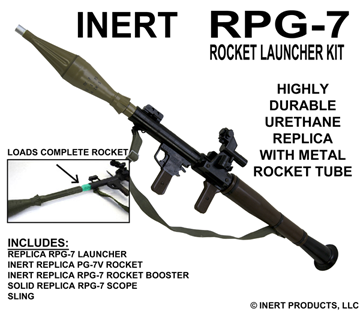 INERT RPG-7
ROCKET LAUNCHER KIT
HIGHLY
DURABLE
URETHANE
REPLICA
WITH METAL
ROCKET TUBE
LOADS COMPLETE ROCKET
INCLUDES:
REPLICA RPG-7 LAUNCHER
INERT REPLICA PG-7V ROCKET
INERT REPLICA RPG-7 ROCKET BOOSTER
SOLID REPLICA RPG-7 SCOPE
SLING
© INERT PRODUCTS, LLC